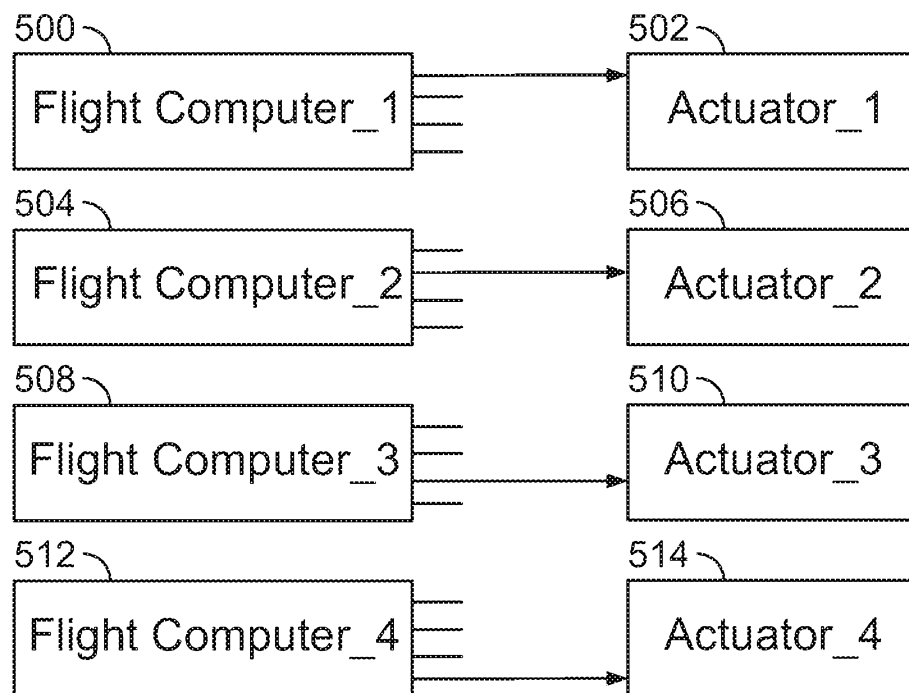 500 502
Flight Computer_1 Actuator_1
504 506
Flight Computer_2 Actuator_2
508 510
Flight Computer_3 Actuator_3
512 514
Flight Computer_4 Actuator_4